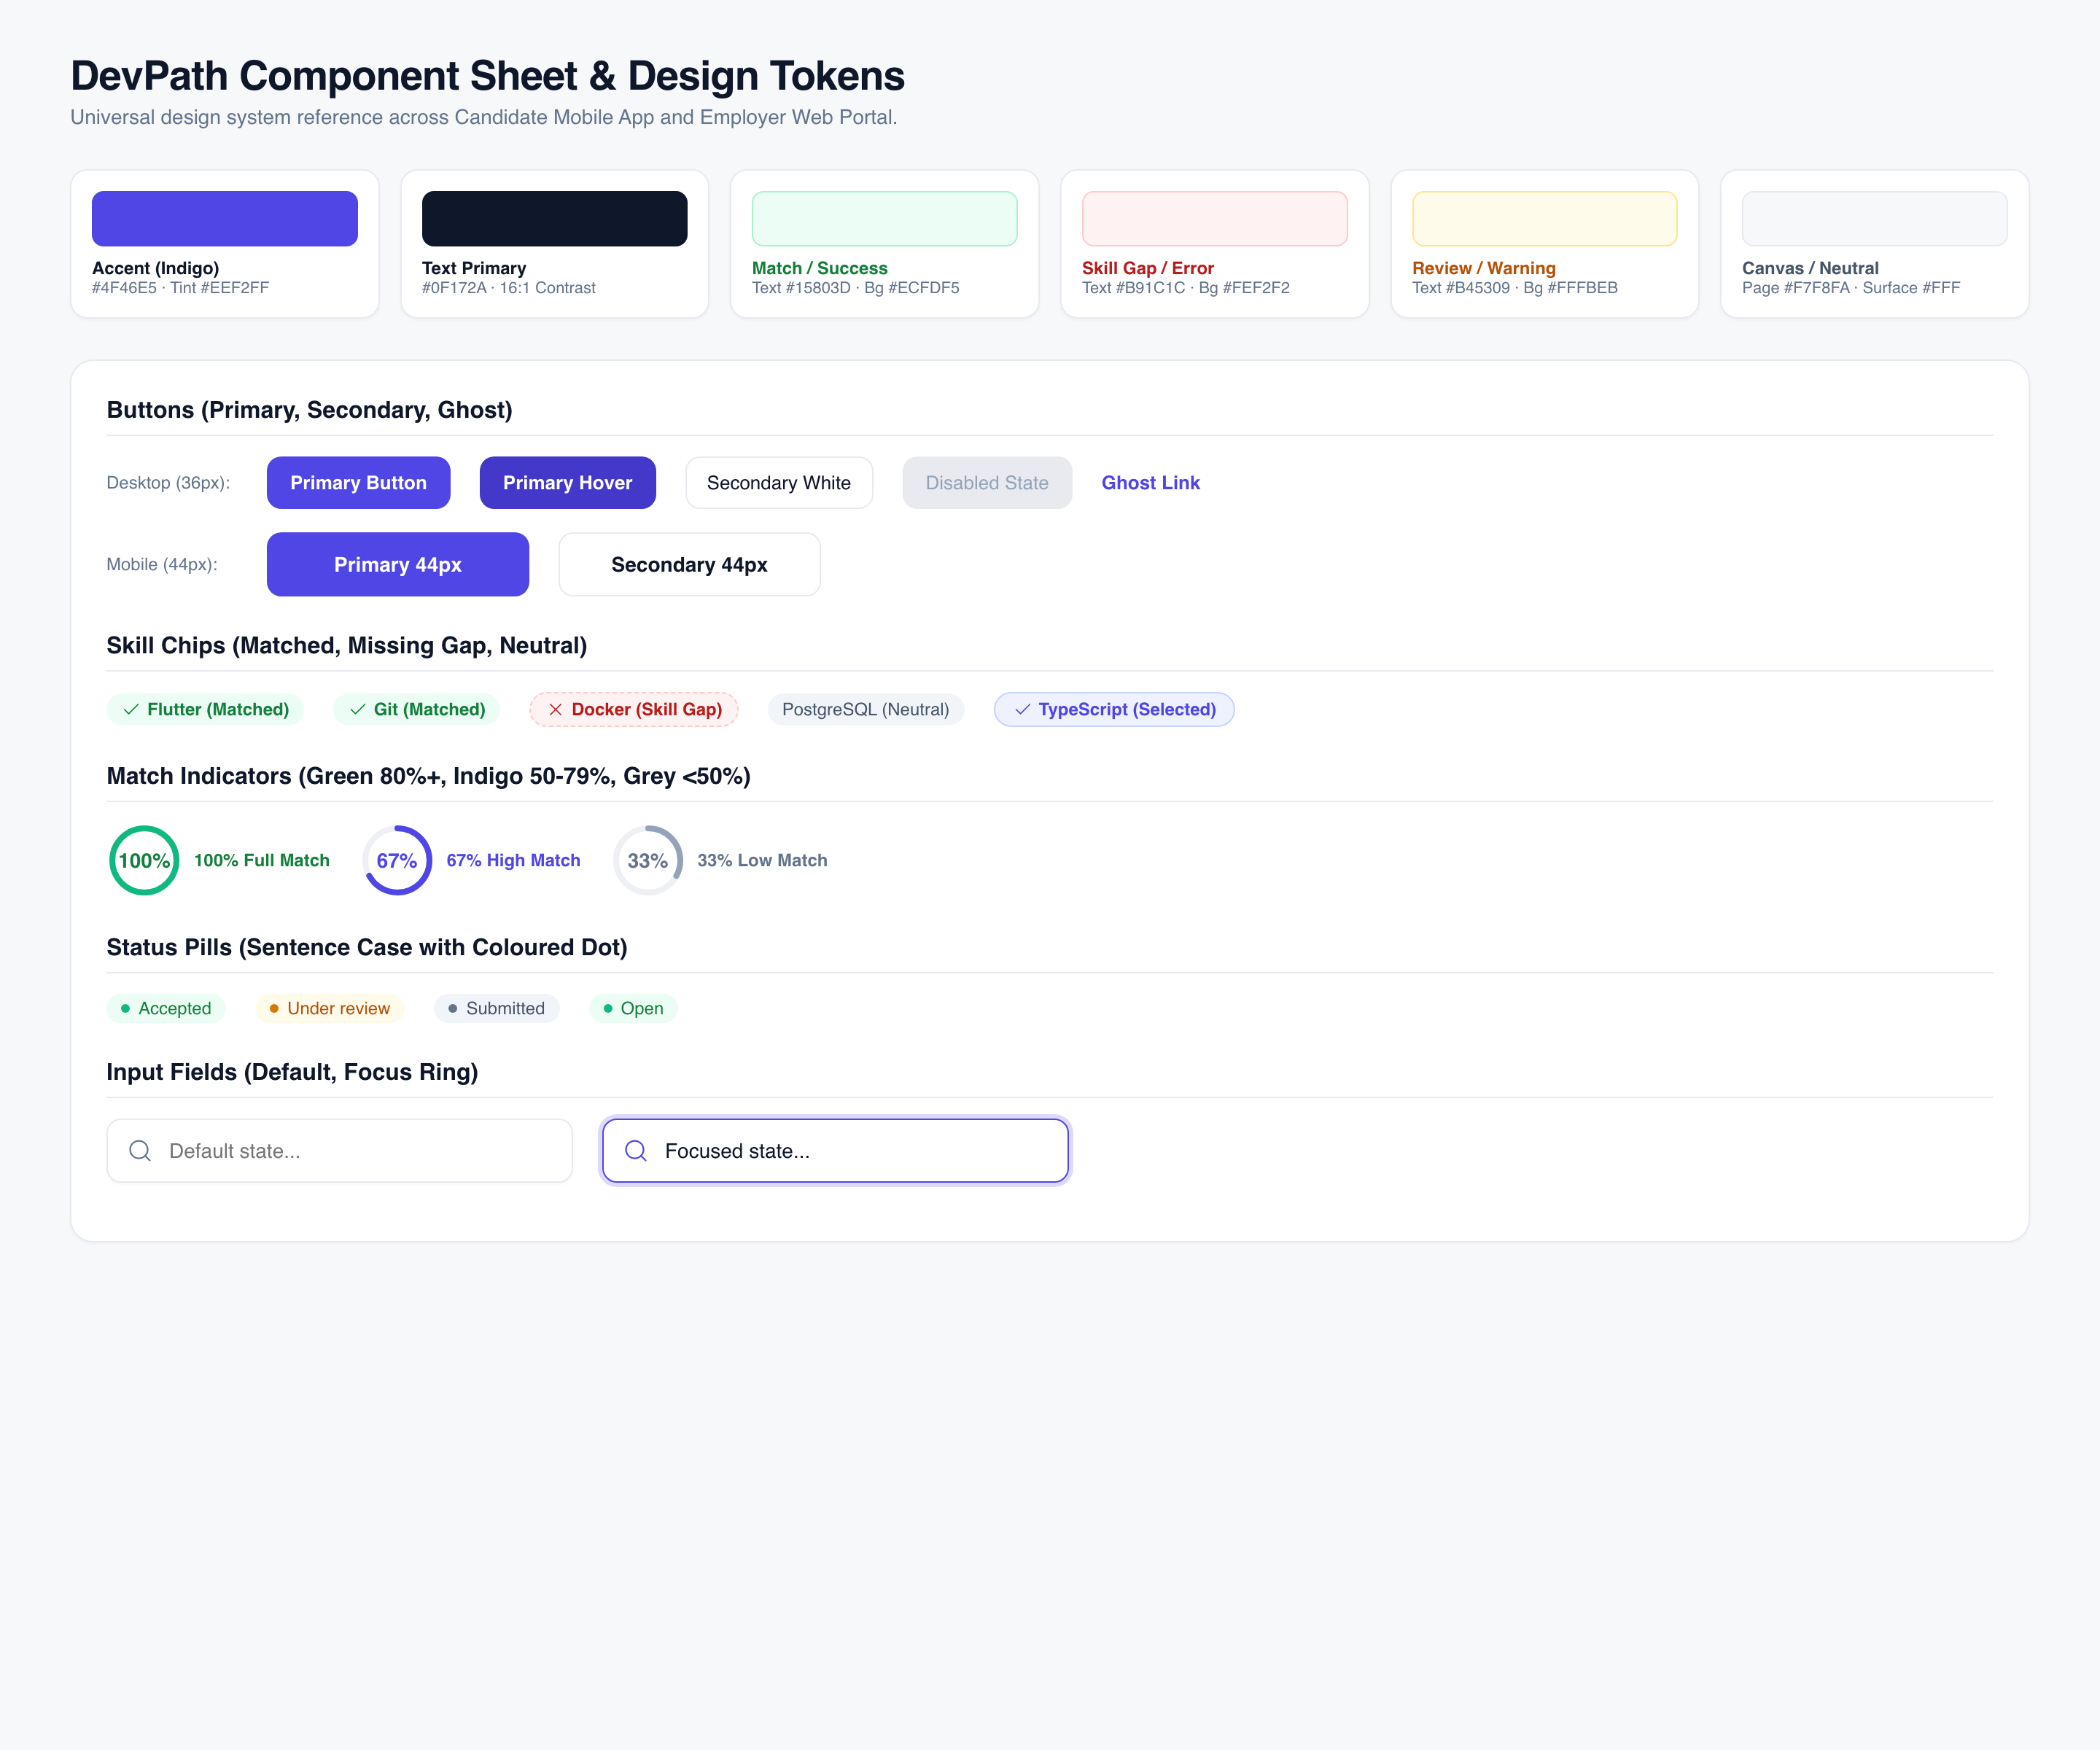 DevPath Component Sheet & Design Tokens
Universal design system reference across Candidate Mobile App and Employer Web Portal.
Accent (Indigo)
#4F46E5 · Tint #EEF2FF
Text Primary
#0F172A · 16:1 Contrast
Match / Success
Text #15803D · Bg #ECFDF5
Skill Gap / Error
Text #B91C1C · Bg #FEF2F2
Review / Warning
Text #B45309 · Bg #FFFBEB
Canvas / Neutral
Page #F7F8FA · Surface #FFF
Buttons (Primary, Secondary, Ghost)
Desktop (36px): Primary Button Primary Hover Secondary White Disabled State Ghost Link
Mobile (44px): Primary 44px Secondary 44px
Skill Chips (Matched, Missing Gap, Neutral)
Flutter (Matched) Git (Matched) Docker (Skill Gap) PostgreSQL (Neutral) TypeScript (Selected)
Match Indicators (Green 80%+, Indigo 50-79%, Grey <50%)
100% 100% Full Match 67% 67% High Match 33% 33% Low Match
Status Pills (Sentence Case with Coloured Dot)
Accepted Under review Submitted Open
Input Fields (Default, Focus Ring)
Default state... Focused state...